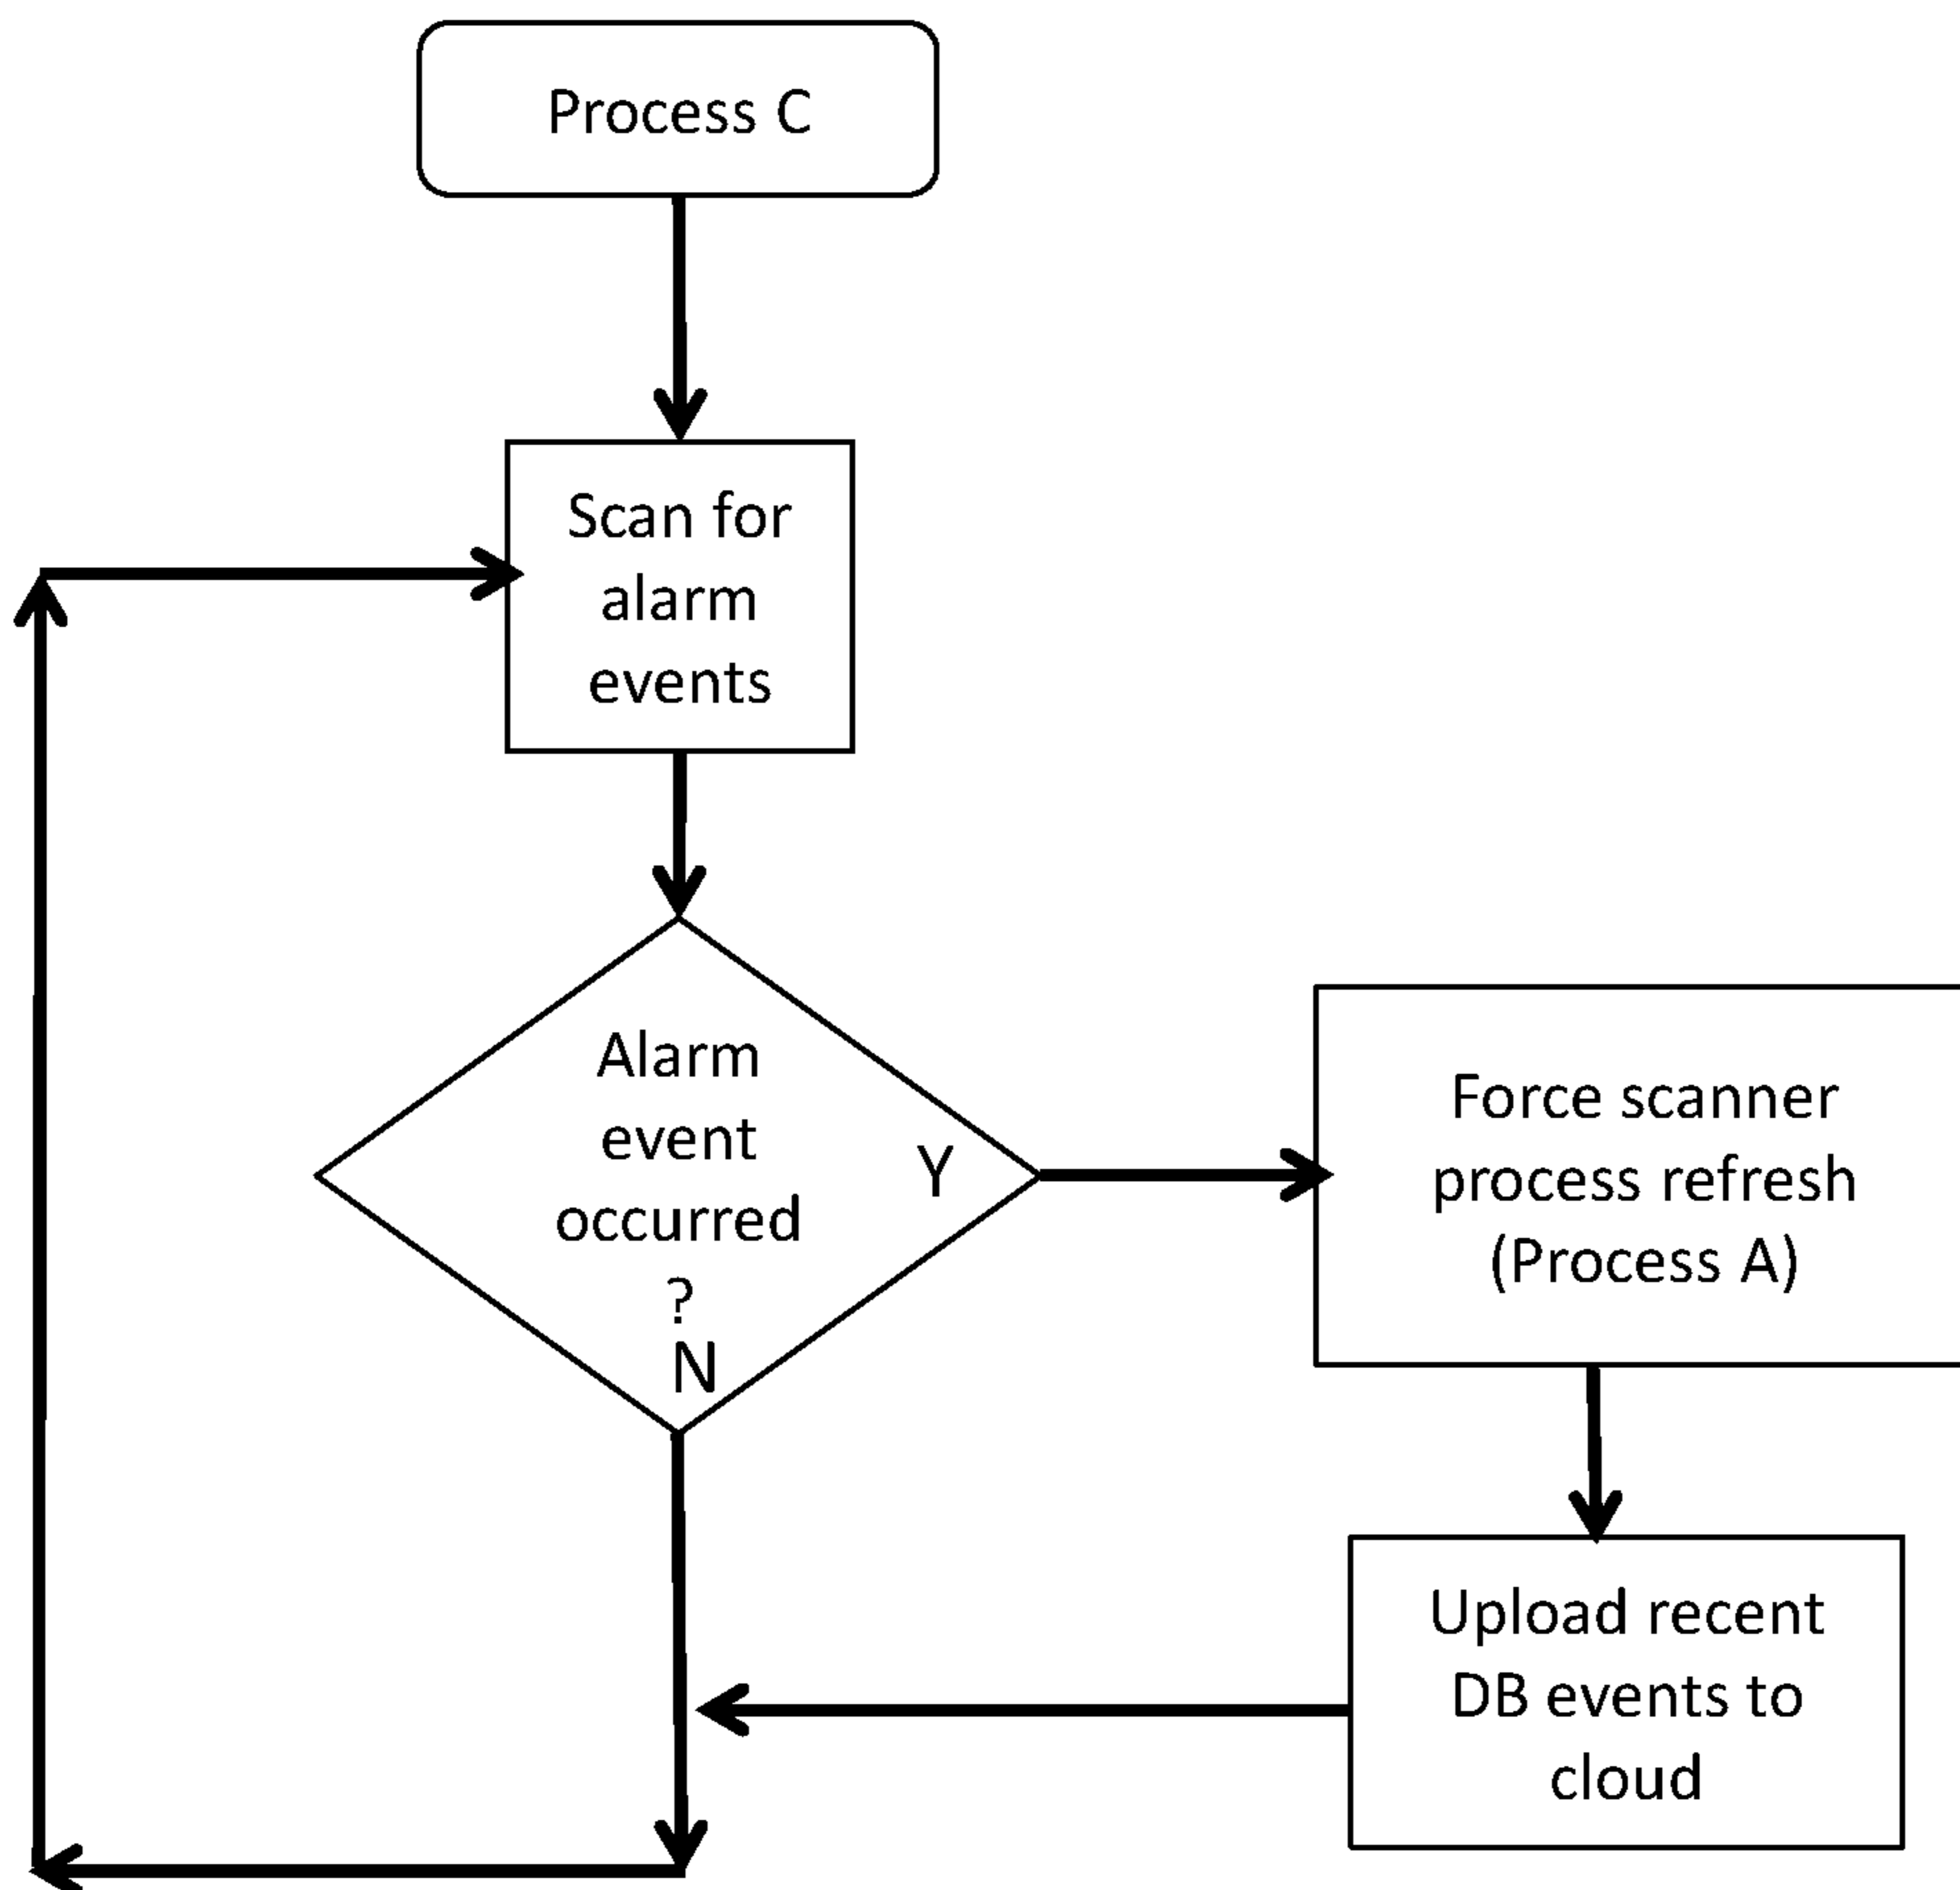 Process C
Scan for
alarm
events
Alarm
event
occurred
?
Y
N
Force scanner
process refresh
(Process A)
Upload recent
DB events to
cloud